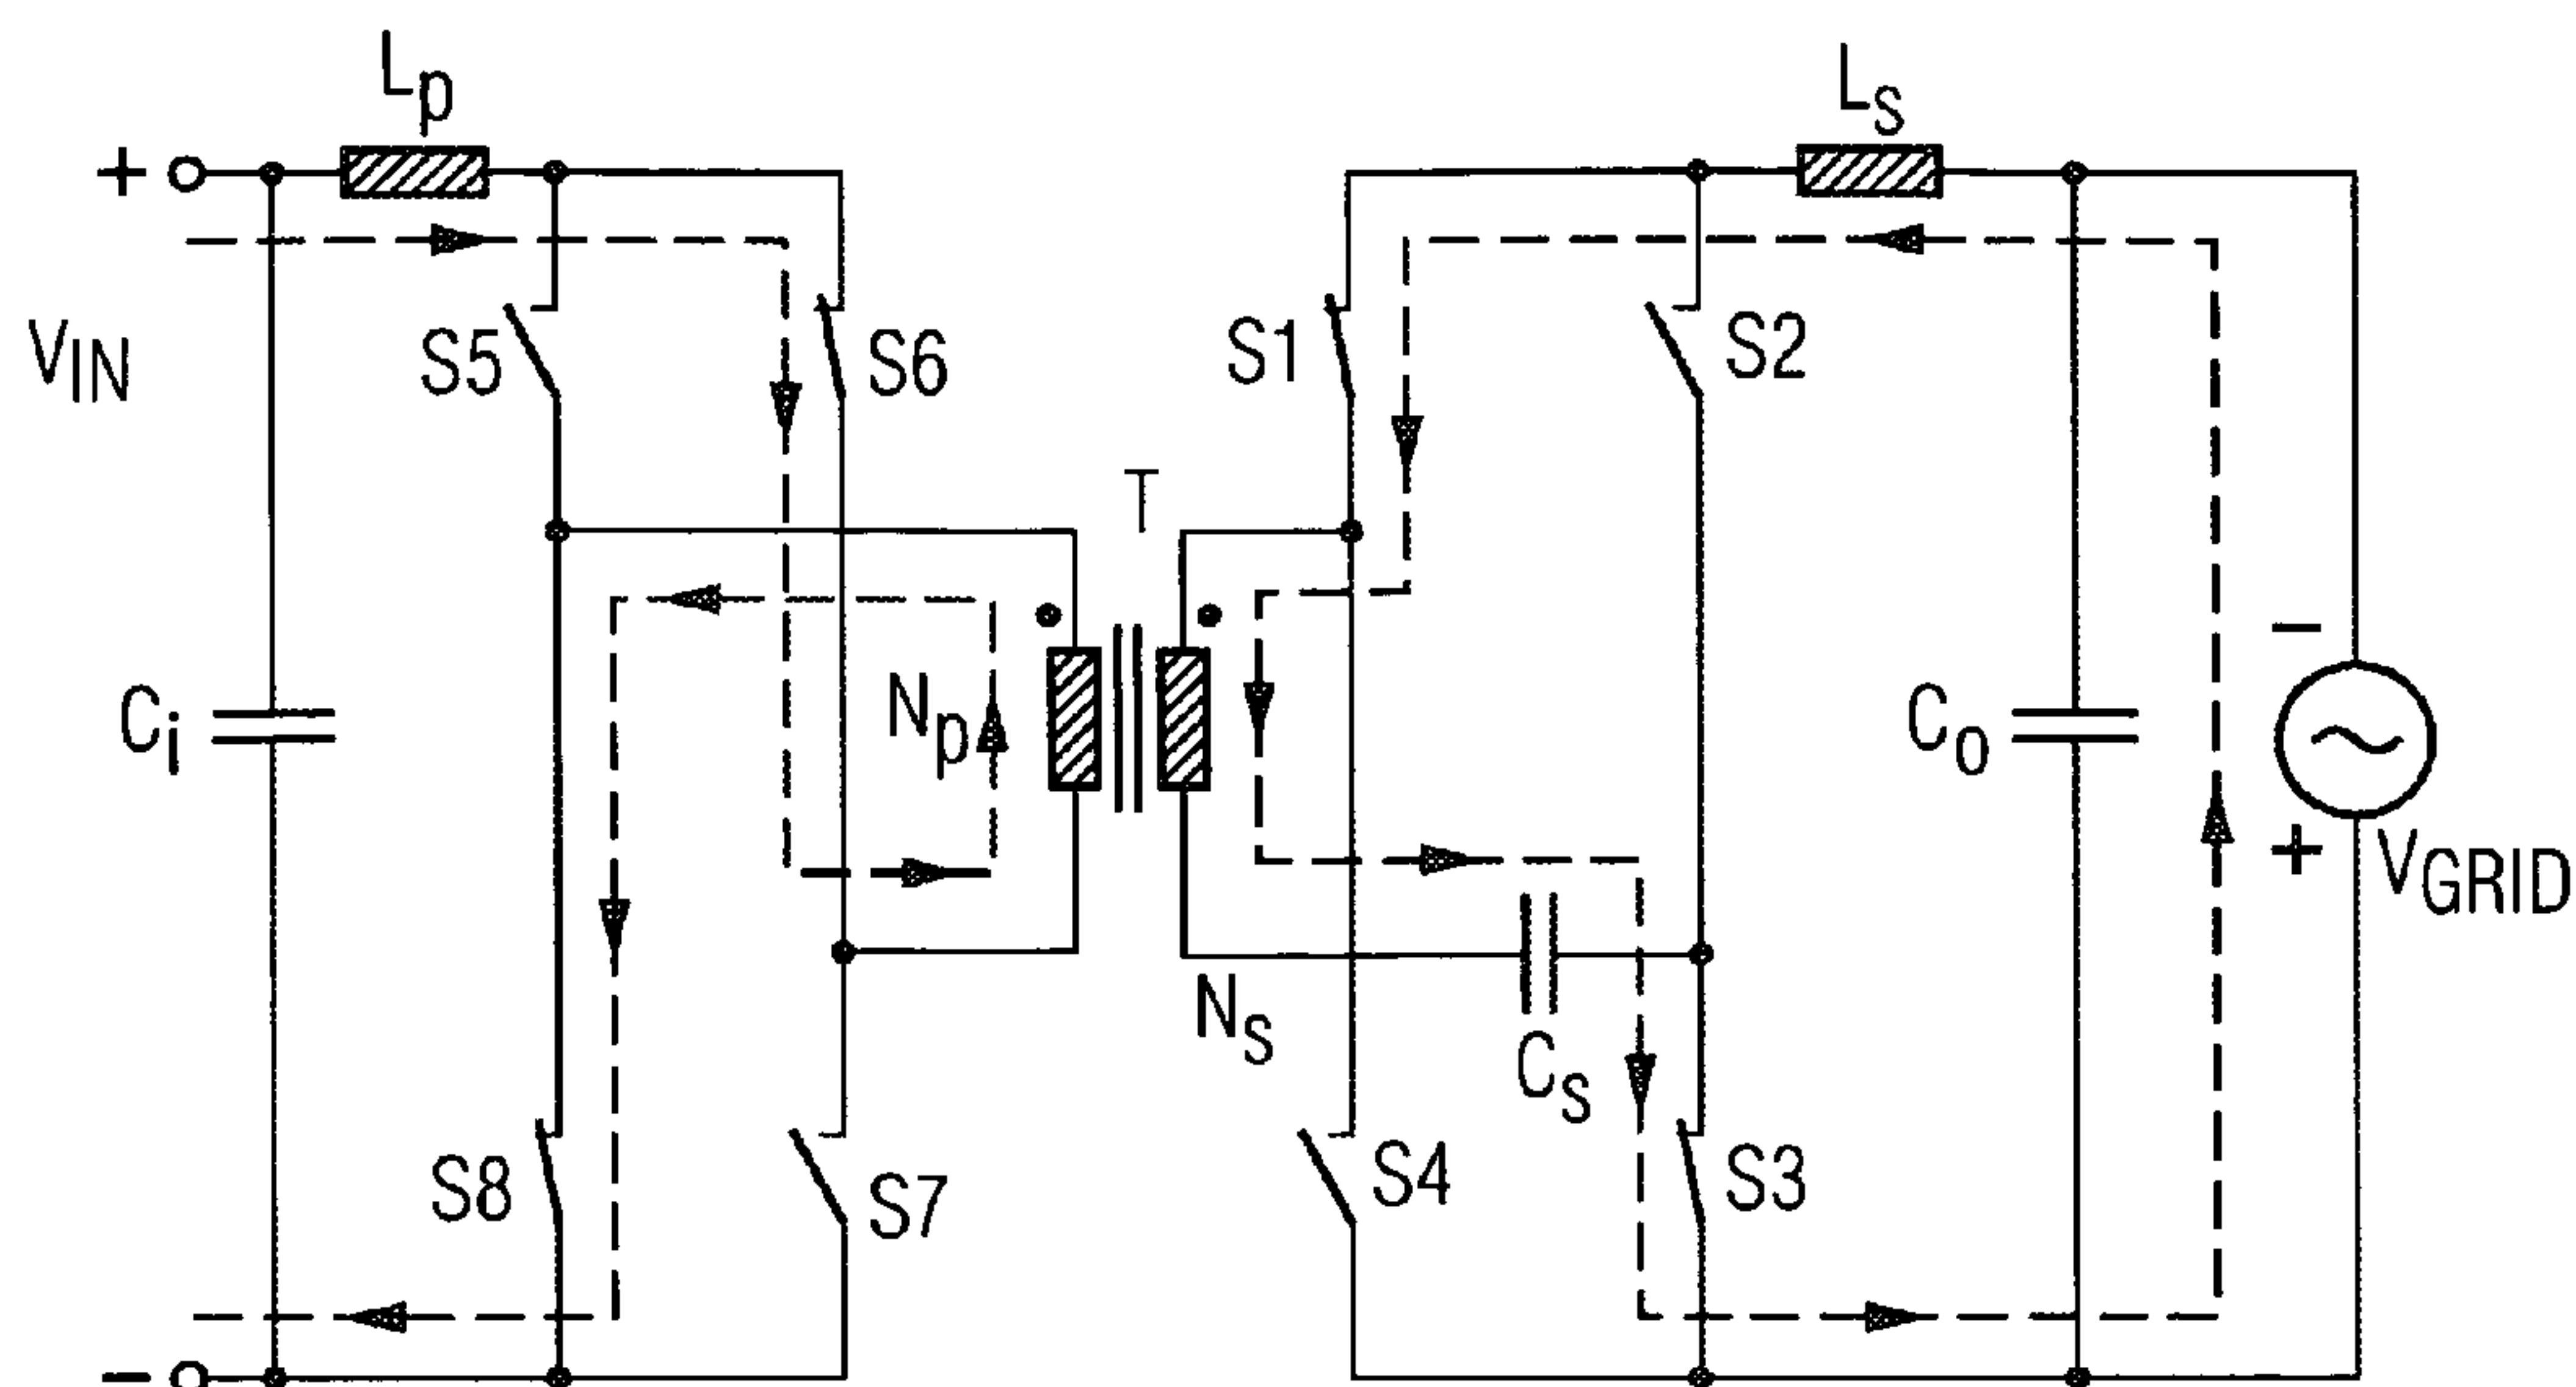 Lp
Ls
+
VIN
S5
S6
S1
S2
T
Ci
Np
Co
−
+
VGRID
Ns
Cs
S8
S7
S4
S3
−